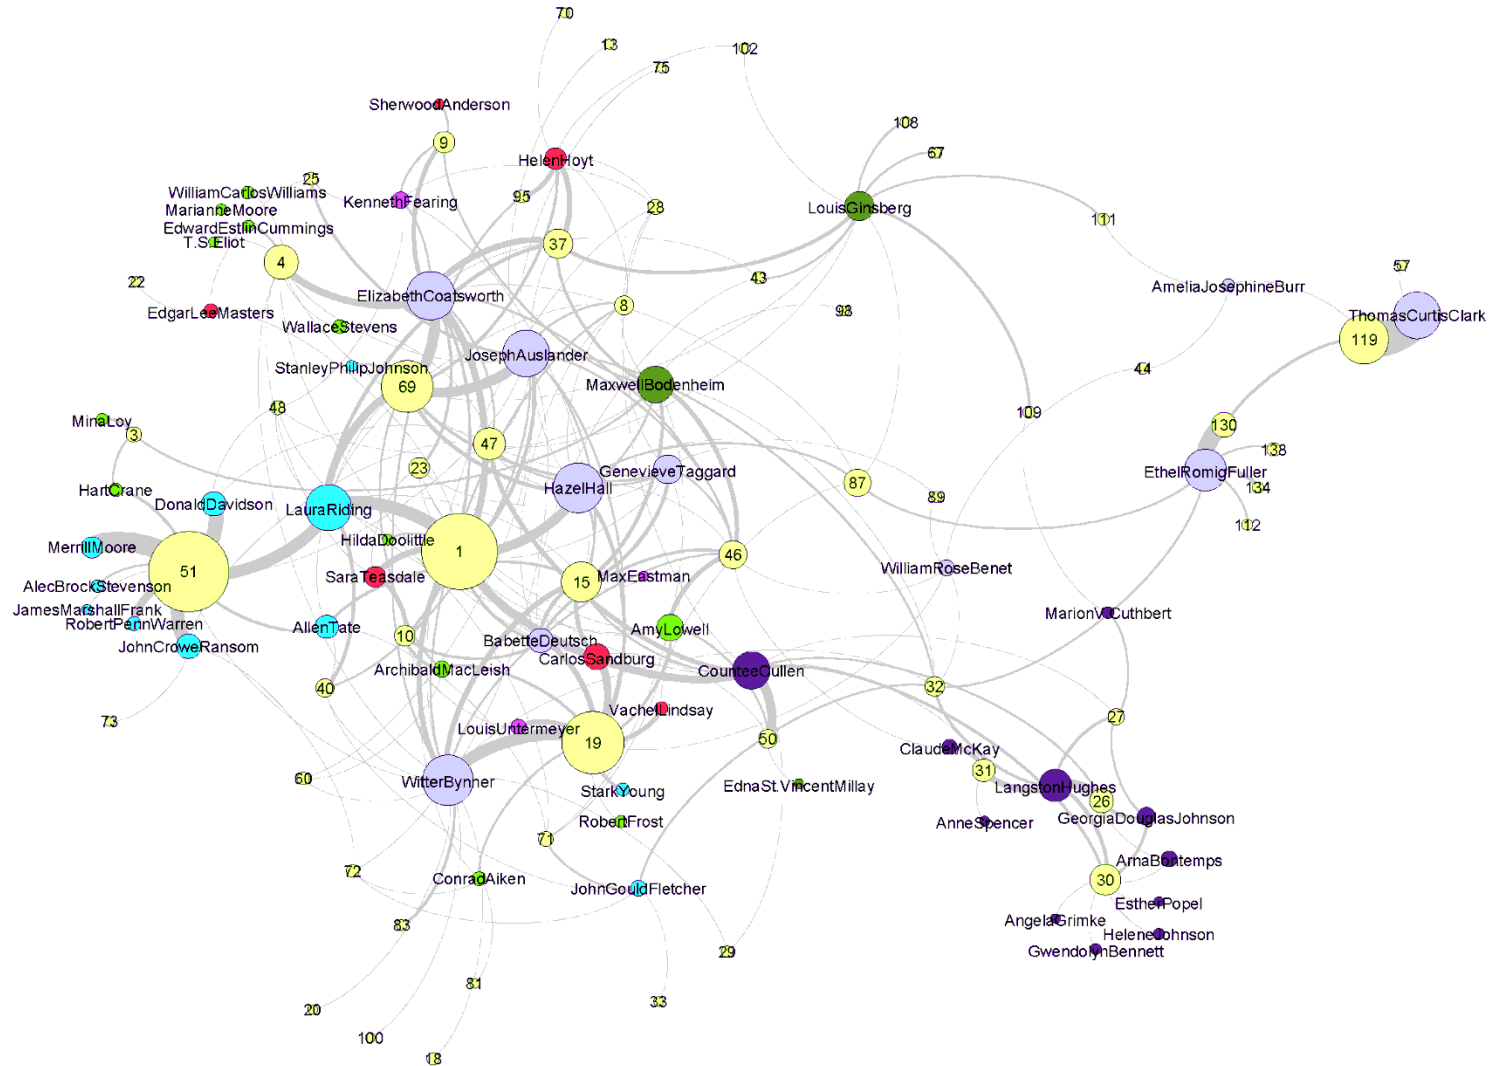 70
13
102
75
SherwoodAnderson
9
108
67
HelenHoyt
25
WilliamCarlosWilliams
KennethFearing
95
28
LouisGinsberg
MarianneMoore
111
EdwardEstlinCummings
T.S.Eliot
37
4
57
22
43
AmeliaJosephineBurr
ElizabethCoatsworth
8
98
EdgarLeeMasters
ThomasCurtisClark
WallaceStevens
119
JosephAuslander
StanleyPhilipJohnson
44
69
MaxwellBodenheim
48
109
MinaLoy
3
130
47
138
23
GenevieveTaggard
EthelRomigFuller
HartCrane
87
HazelHall
134
DonaldDavidson
89
LauraRiding
112
HildaDoolittle
MerrillMoore
1
46
51
WilliamRoseBenet
SaraTeasdale
15
MaxEastman
AlecBrockStevenson
JamesMarshallFrank
MarionVCuthbert
RobertPennWarren
AllenTate
10
BabetteDeutsch
AmyLowell
JohnCroweRansom
CarlosSandburg
ArchibaldMacLeish
CounteeCullen
40
32
VachelLindsay
73
27
LouisUntermeyer
50
19
ClaudeMcKay
31
60
WitterBynner
LangstonHughes
StarkYoung
EdnaSt.VincentMillay
26
GeorgiaDouglasJohnson
RobertFrost
AnneSpencer
71
ArnaBontemps
72
ConradAiken
30
JohnGouldFletcher
EstherPopel
AngelaGrimke
83
HeleneJohnson
GwendolynBennett
29
81
33
20
100
18